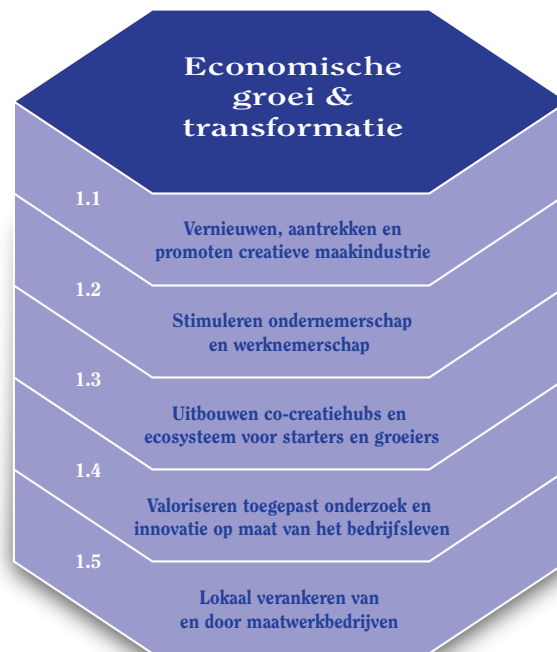 Economische
groei &
transformatie
1.1
Vernieuwen, aantrekken en
promoten creatieve maakindustrie
1.2
Stimuleren ondernemerschap
en werknemerschap
1.3
Uitbouwen co-creatiehubs en
ecosysteem voor starters en groeiers
1.4
Valoriseren toegepast onderzoek en
innovatie op maat van het bedrijfsleven
1.5
Lokaal verankeren van
en door maatwerkbedrijven